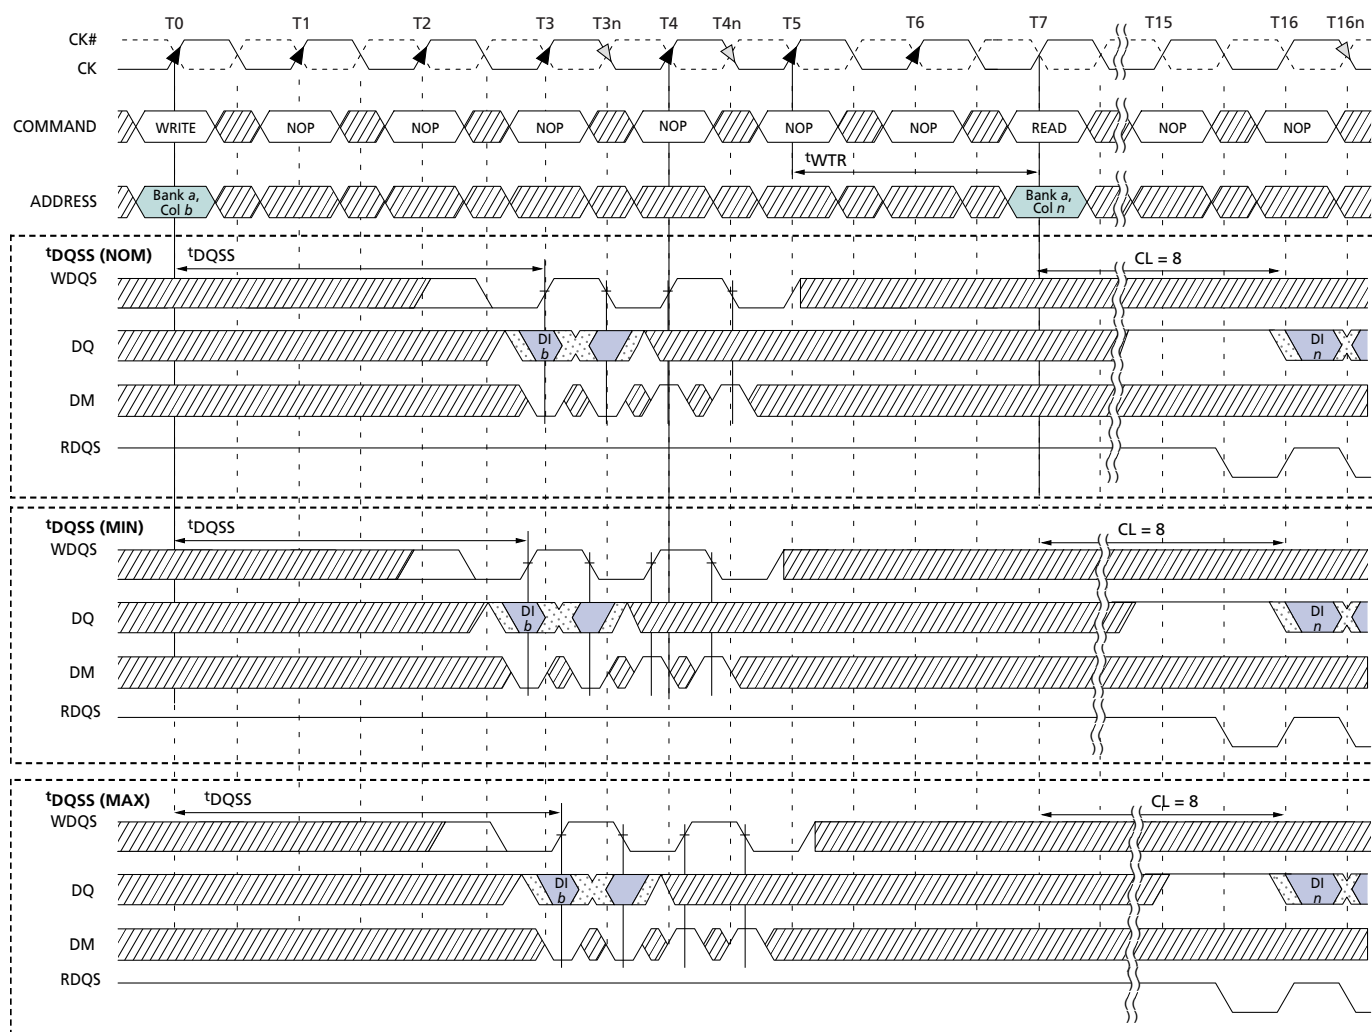 T0 T1 T2 T3 T3n T4 T4n T5 T6 T7 T15 T16 T16n
CK#
CK
COMMAND WRITE NOP NOP NOP NOP NOP NOP READ NOP NOP
tWTR
ADDRESS Bank a, Col b Bank a, Col n
tDQSS (NOM) tDQSS CL = 8
WDQS
DQ DI b DI n
DM
RDQS
tDQSS (MIN) tDQSS CL = 8
WDQS
DQ DI b DI n
DM
RDQS
tDQSS (MAX) tDQSS CL = 8
WDQS
DQ DI b DI n
DM
RDQS